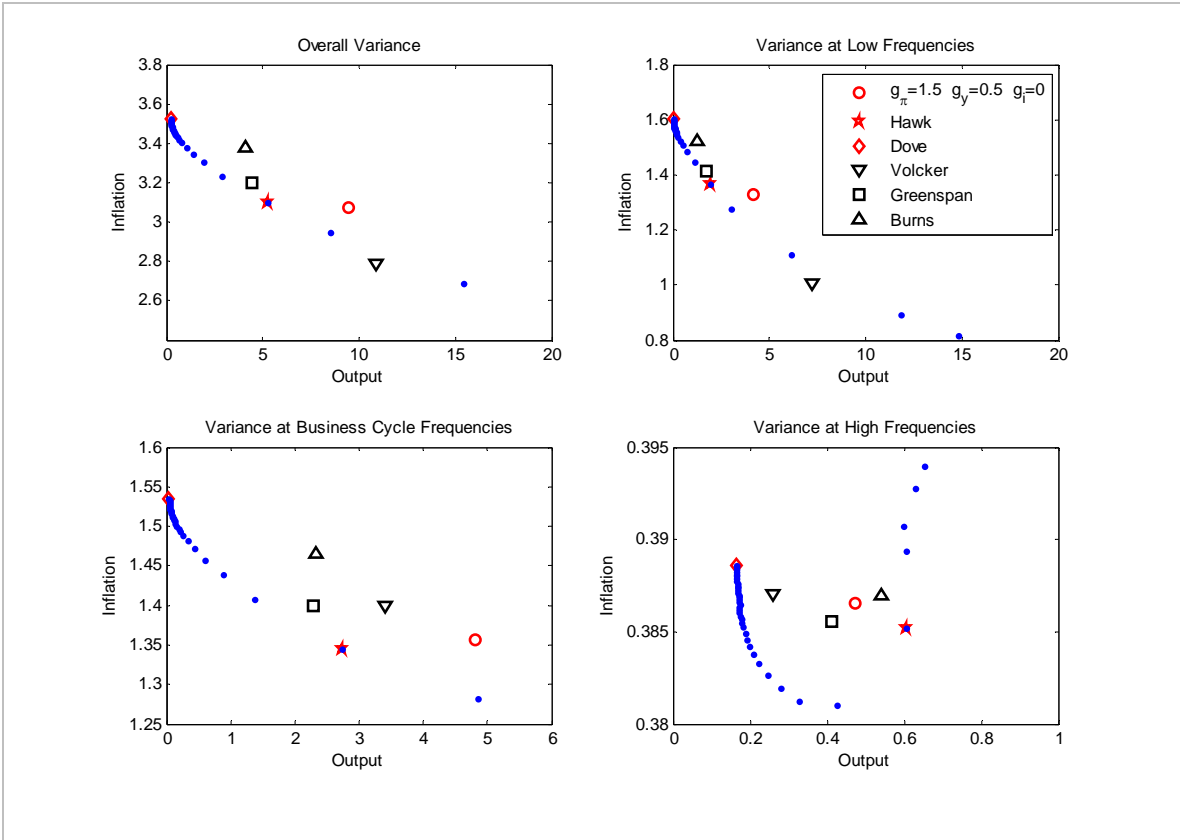 Overall Variance
3.8
3.6
3.4
3.2
3
2.8
2.6
Inflation
0 5 10 15 20
Output
Variance at Low Frequencies
1.8
1.6
1.4
1.2
1
0.8
Inflation
0 5 10 15 20
Output
g_π=1.5 g_y=0.5 g_i=0
Hawk
Dove
Volcker
Greenspan
Burns
Variance at Business Cycle Frequencies
1.6
1.55
1.5
1.45
1.4
1.35
1.3
1.25
Inflation
0 1 2 3 4 5 6
Output
Variance at High Frequencies
0.395
0.39
0.385
0.38
Inflation
0 0.2 0.4 0.6 0.8 1
Output